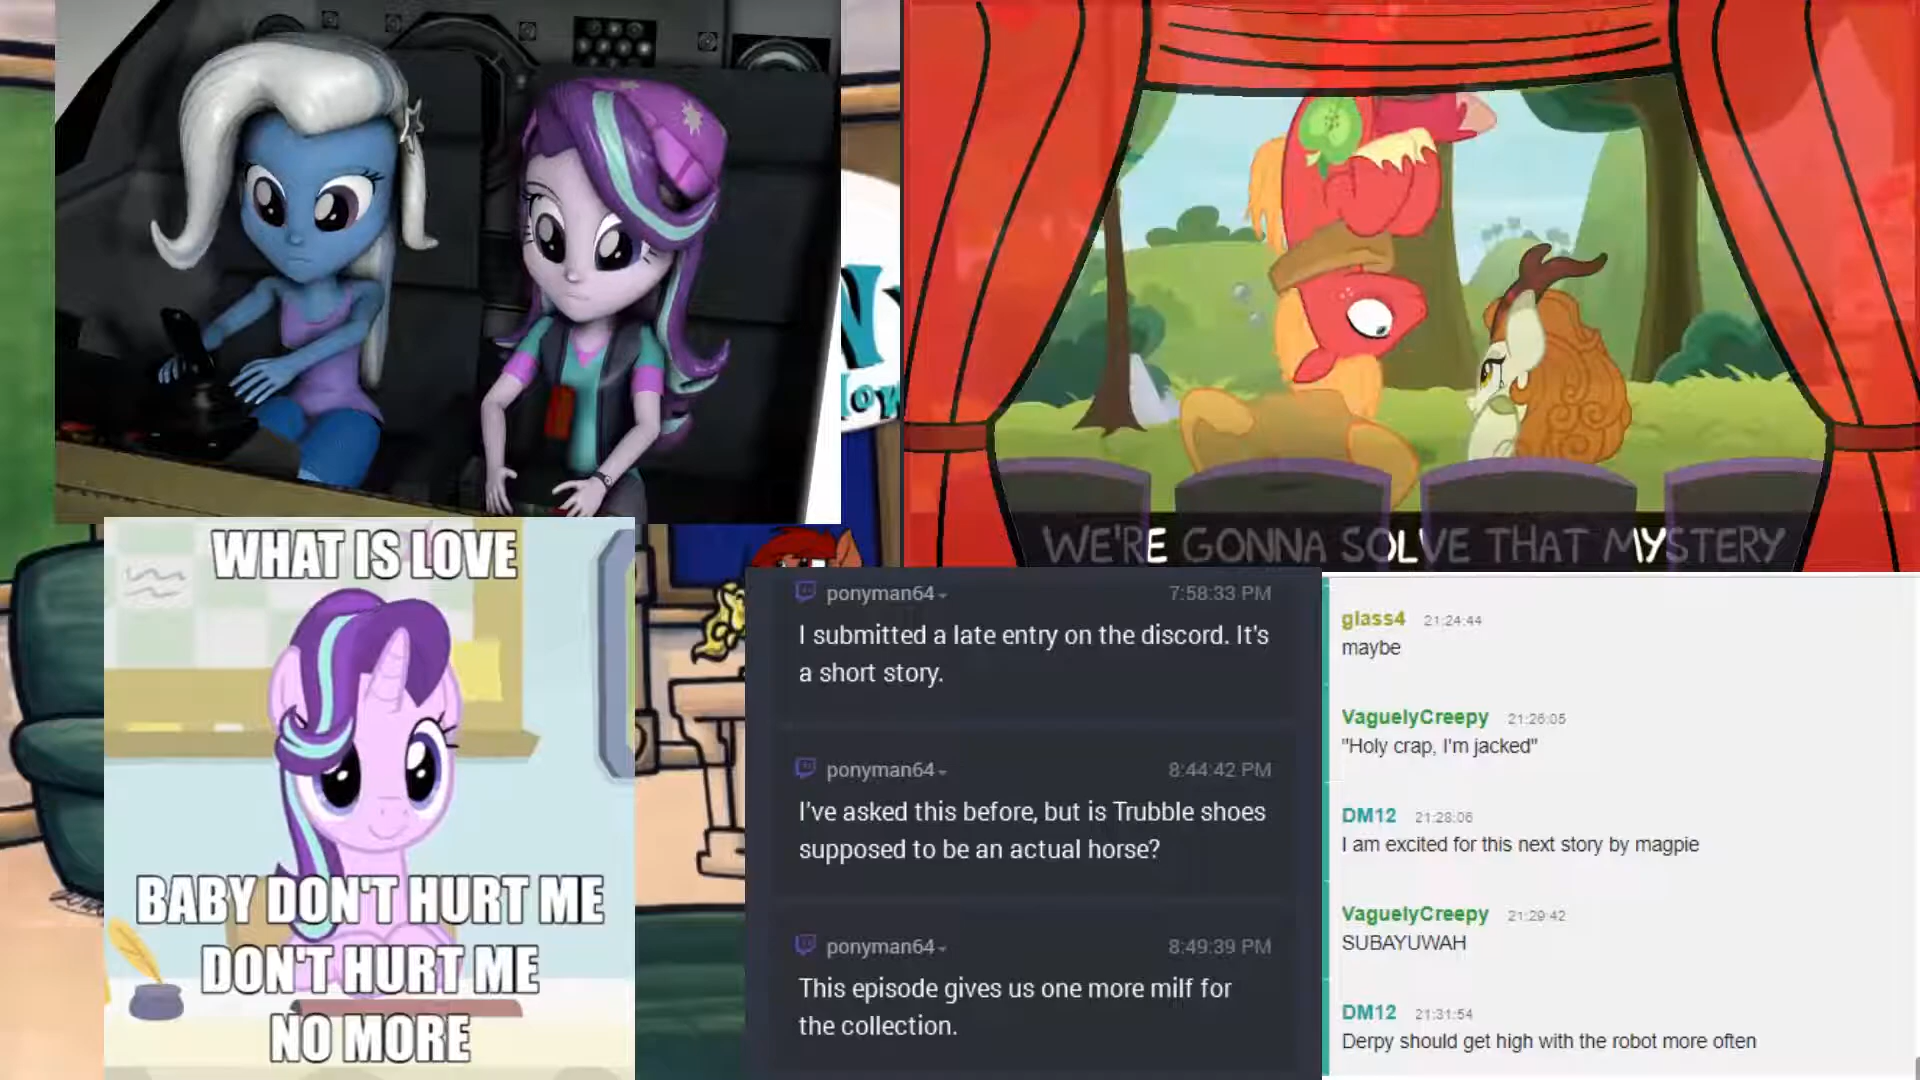 WE'RE GONNA SOLVE THAT MYSTERY
WHAT IS LOVE
BABY DON'T HURT ME
DON'T HURT ME
NO MORE
ponyman64 7:58:33 PM
I submitted a late entry on the discord. It's
a short story.
ponyman64 8:44:42 PM
I've asked this before, but is Trubble shoes
supposed to be an actual horse?
ponyman64 8:49:39 PM
This episode gives us one more milf for
the collection.
glass4 21:24:44
maybe
VaguelyCreepy 21:26:05
"Holy crap, I'm jacked"
DM12 21:28:06
I am excited for this next story by magpie
VaguelyCreepy 21:29:42
SUBAYUWAH
DM12 21:31:54
Derpy should get high with the robot more often